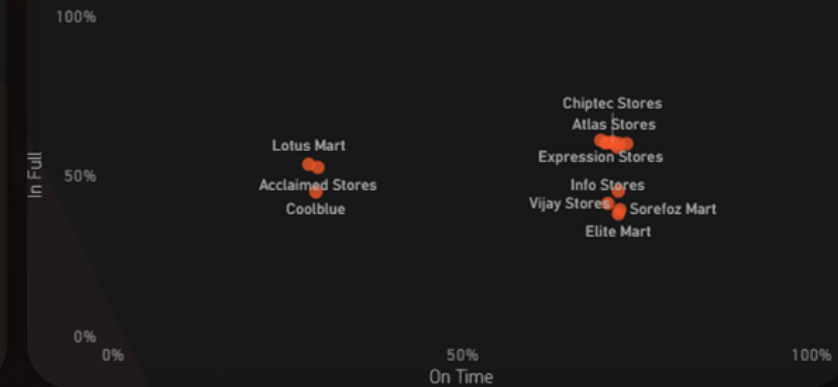 100%
Chiptec Stores
Atlas Stores
Lotus Mart
Expression Stores
In Full
50%
Acclaimed Stores
Info Stores
Vijay Stores
Sorefoz Mart
Coolblue
Elite Mart
0%
0%
50%
100%
On Time